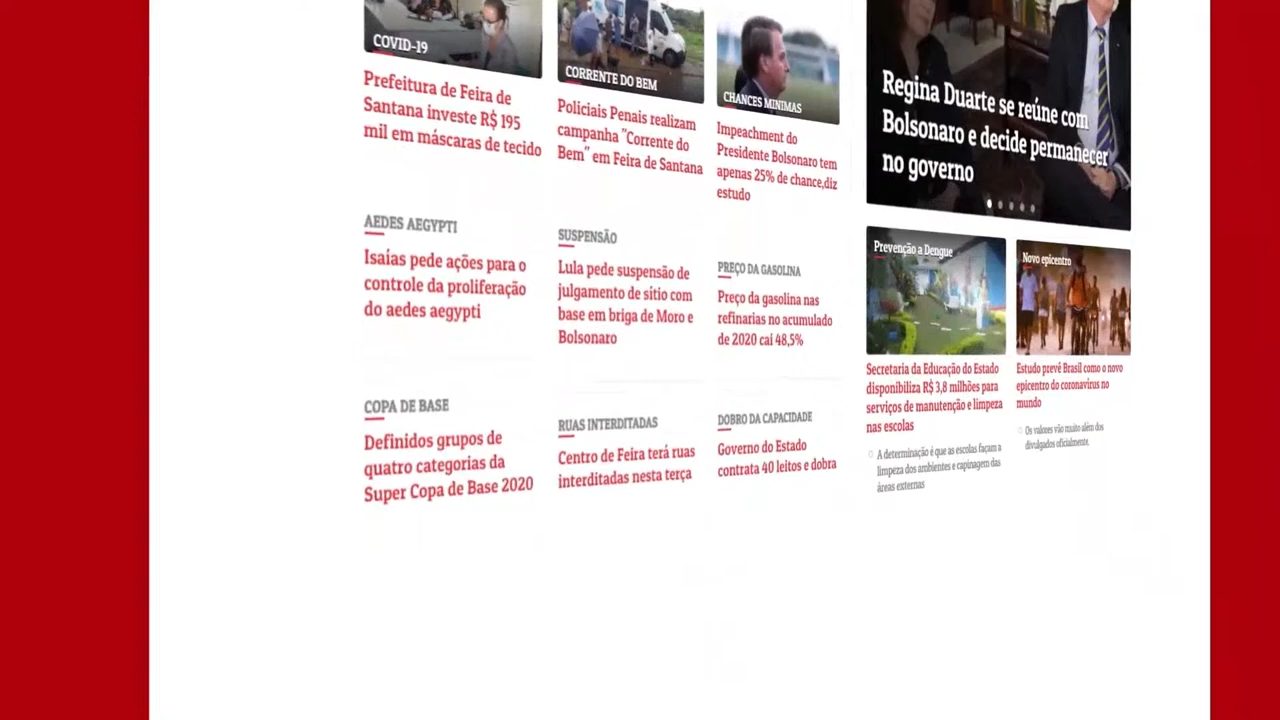 COVID-19
Prefeitura de Feira de
Santana investe R$ 195
mil em máscaras de tecido
CORRENTE DO BEM
Policiais Penais realizam
campanha "Corrente do
Bem" em Feira de Santana
CHANCES MINIMAS
Impeachment do
Presidente Bolsonaro tem
apenas 25% de chance,diz
estudo
Regina Duarte se reúne com
Bolsonaro e decide permanecer
no governo
AEDES AEGYPTI
Isaías pede ações para o
controle da proliferação
do aedes aegypti
SUSPENSÃO
Lula pede suspensão de
julgamento de sitio com
base em briga de Moro e
Bolsonaro
PREÇO DA GASOLINA
Preço da gasolina nas
refinarias no acumulado
de 2020 caí 48,5%
Prevenção a Dengue
Secretaria da Educação do Estado
disponibiliza R$ 3,8 milhões para
serviços de manutenção e limpeza
nas escolas
A determinação é que as escolas façam a
limpeza dos ambientes e capinagem das
áreas externas
Novo epicentro
Estudo prevê Brasil como o novo
epicentro do coronavírus no
mundo
Os valores vão muito além dos
divulgados oficialmente.
COPA DE BASE
Definidos grupos de
quatro categorias da
Super Copa de Base 2020
RUAS INTERDITADAS
Centro de Feira terá ruas
interditadas nesta terça
DOBRO DA CAPACIDADE
Governo do Estado
contrata 40 leitos e dobra